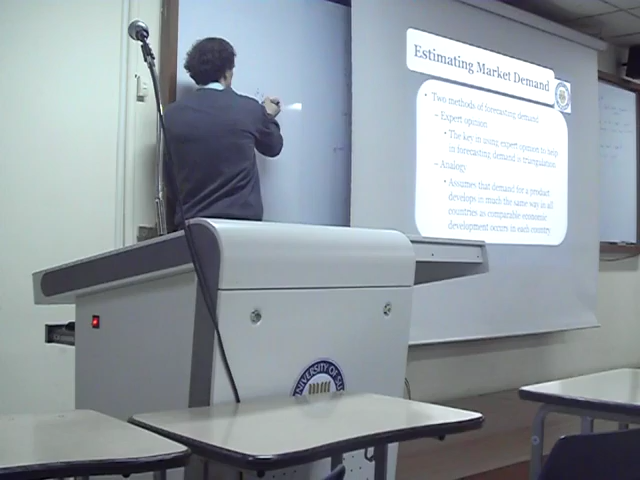 Estimating Market Demand
• Two methods of forecasting demand
– Expert opinion
• The key in using expert opinion to help
in forecasting demand is triangulation
– Analogy
• Assumes that demand for a product
develops in much the same way in all
countries as comparable economic
development occurs in each country
UNIVERSITY OF SU